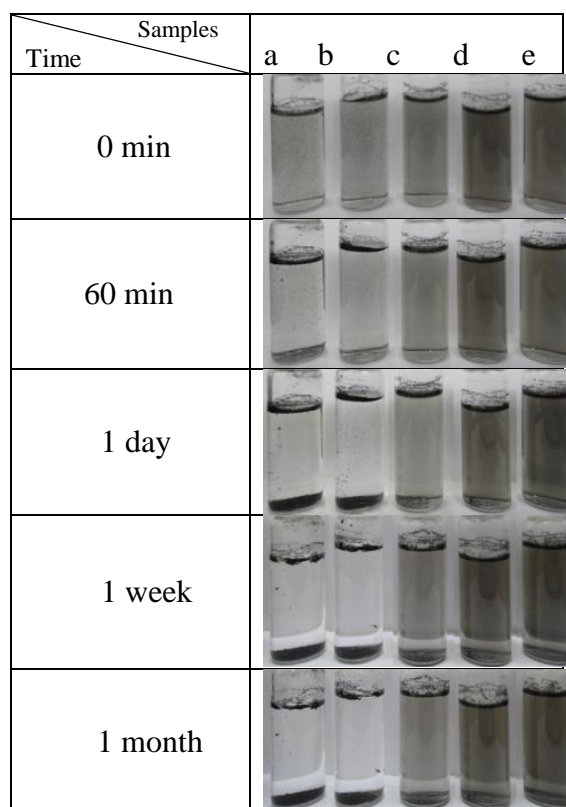 Samples
Time
a b c d e
0 min
60 min
1 day
1 week
1 month